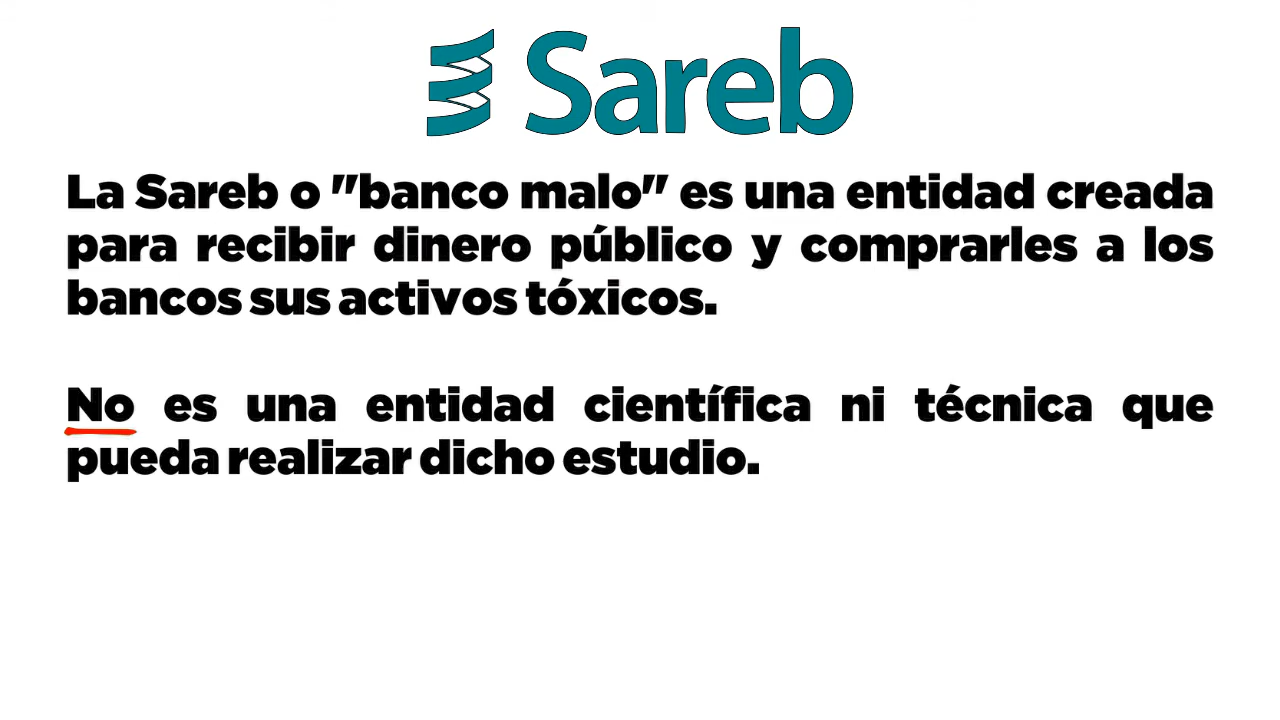 Sareb
La Sareb o "banco malo" es una entidad creada
para recibir dinero público y comprarles a los
bancos sus activos tóxicos.
No es una entidad científica ni técnica que
pueda realizar dicho estudio.